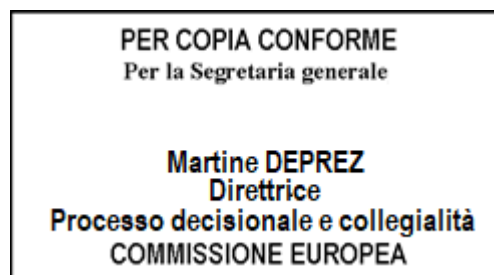 PER COPIA CONFORME
Per la Segretaria generale
Martine DEPREZ
Direttrice
Processo decisionale e collegialità
COMMISSIONE EUROPEA